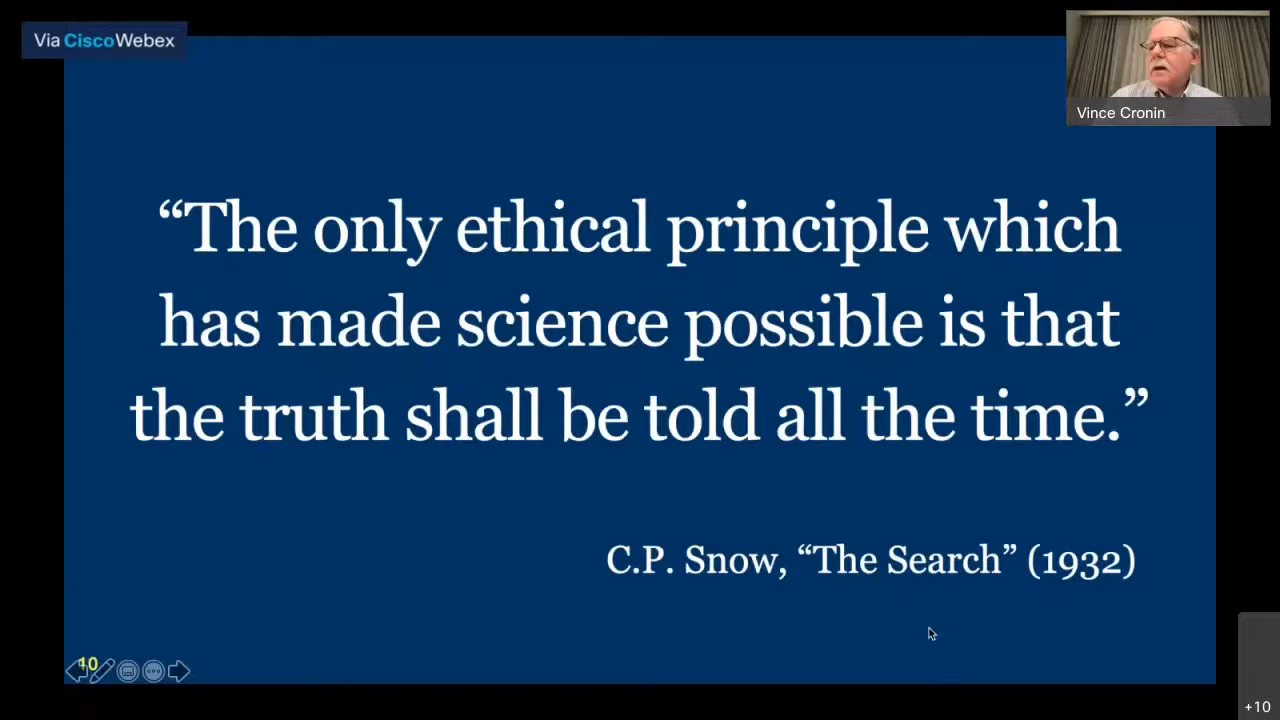 Via CiscoWebex
Vince Cronin
“The only ethical principle which
has made science possible is that
the truth shall be told all the time.”
C.P. Snow, “The Search” (1932)
10
+10